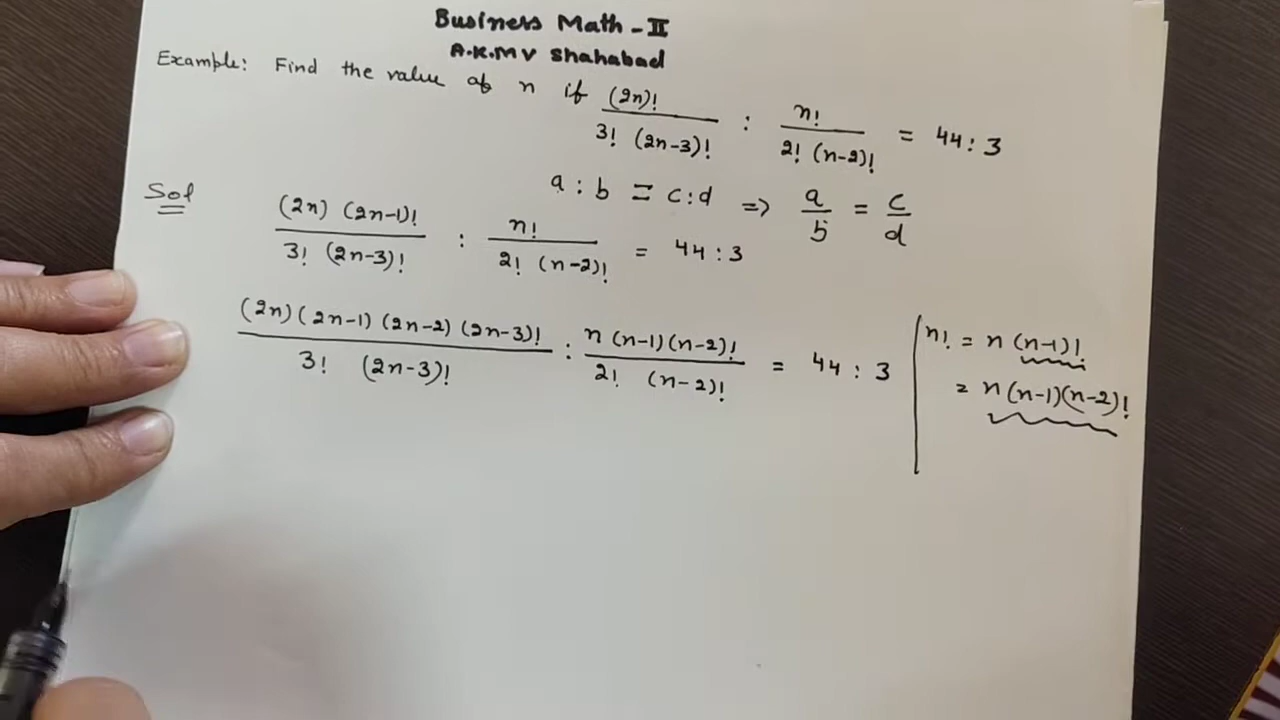 Business Math - II
A.K.M V Shahabad
Example: Find the value of n if (2n)! / 3! (2n-3)! : n! / 2! (n-2)! = 44 : 3
a : b = c : d => a/b = c/d
Sol
(2n) (2n-1)! / 3! (2n-3)! : n! / 2! (n-2)! = 44 : 3
(2n) (2n-1) (2n-2) (2n-3)! / 3! (2n-3)! : n (n-1) (n-2)! / 2! (n-2)! = 44 : 3
n! = n (n-1)!
= n (n-1)(n-2)!